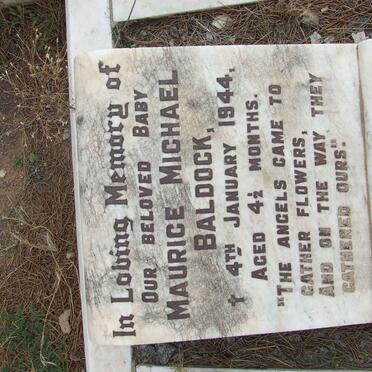 In Loving Memory of
OUR BELOVED BABY
MAURICE MICHAEL
BALDOCK,
✝ 4TH JANUARY 1944,
AGED 4½ MONTHS.
"THE ANGELS CAME TO
GATHER FLOWERS,
AND ON THE WAY THEY
GATHERED OURS."